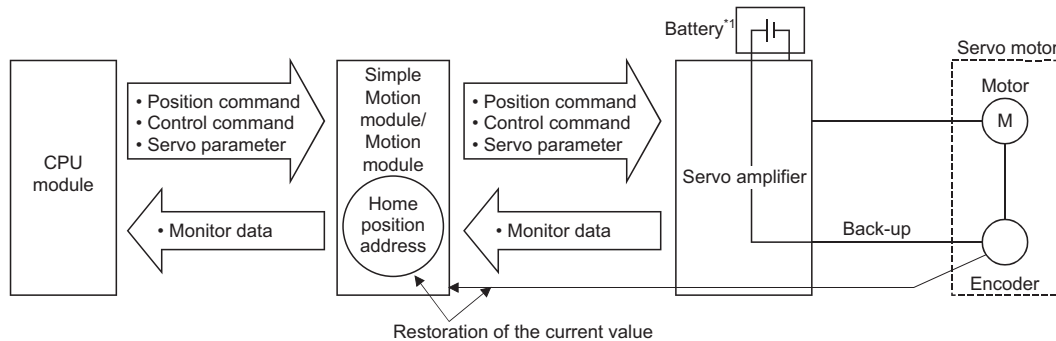 Battery*1
Servo motor
CPU
module
• Position command
• Control command
• Servo parameter
• Monitor data
Simple
Motion
module/
Motion
module
Home
position
address
• Position command
• Control command
• Servo parameter
• Monitor data
Servo amplifier
Motor
M
Back-up
Encoder
Restoration of the current value